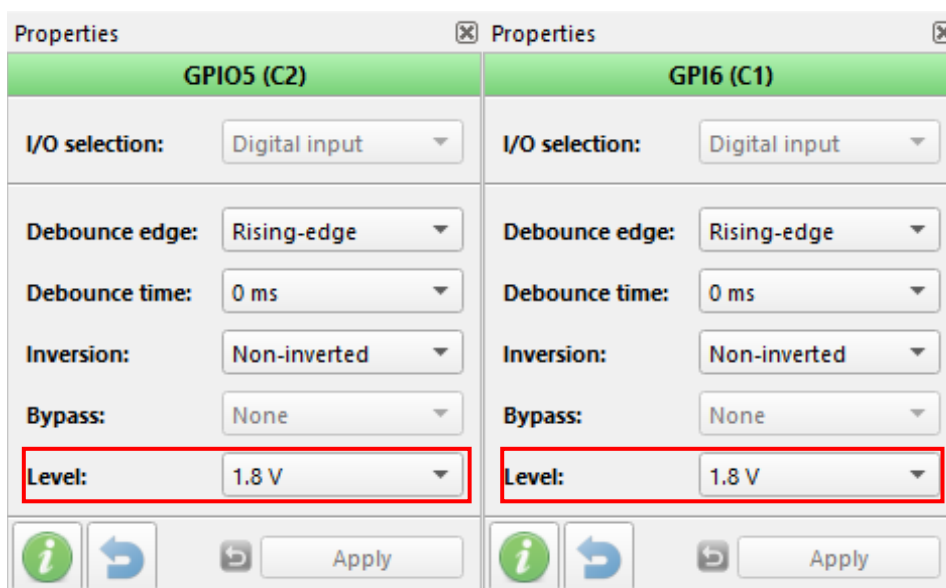 Properties
GPIO5 (C2)
I/O selection: Digital input
Debounce edge: Rising-edge
Debounce time: 0 ms
Inversion: Non-inverted
Bypass: None
Level: 1.8 V
Apply
Properties
GPI6 (C1)
I/O selection: Digital input
Debounce edge: Rising-edge
Debounce time: 0 ms
Inversion: Non-inverted
Bypass: None
Level: 1.8 V
Apply